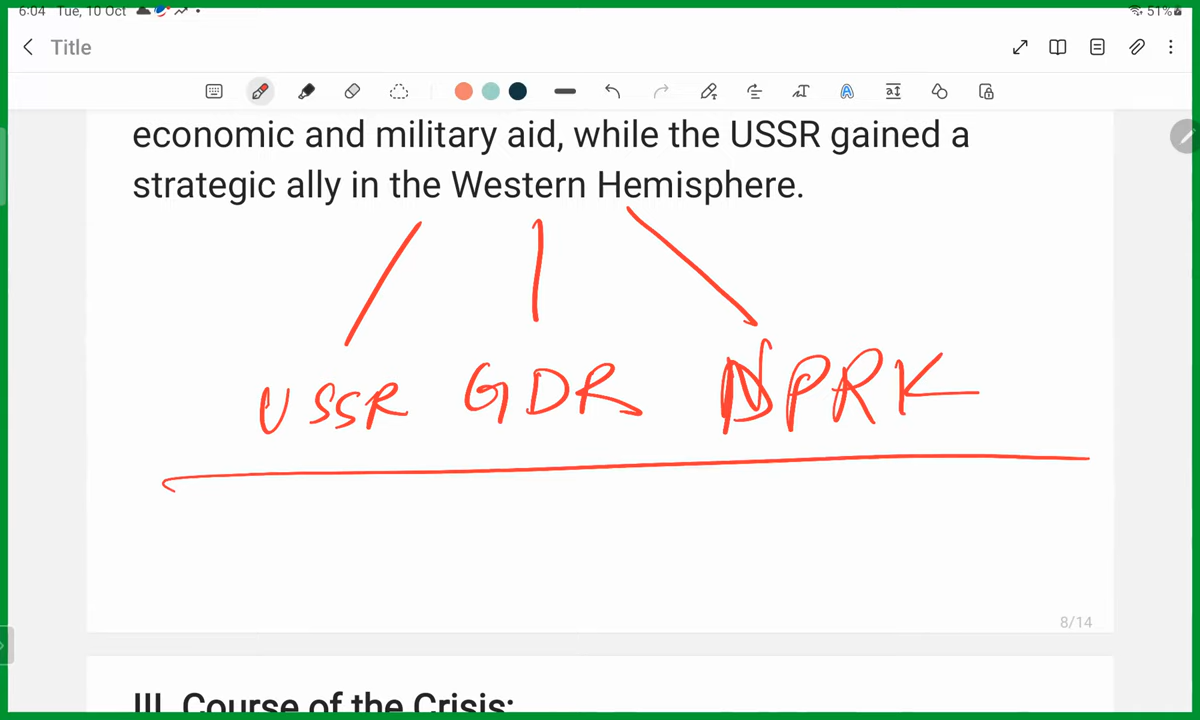 6:04 Tue, 10 Oct
51%
Title
economic and military aid, while the USSR gained a
strategic ally in the Western Hemisphere.
USSR GDR NPRK
8/14
III. Course of the Crisis: